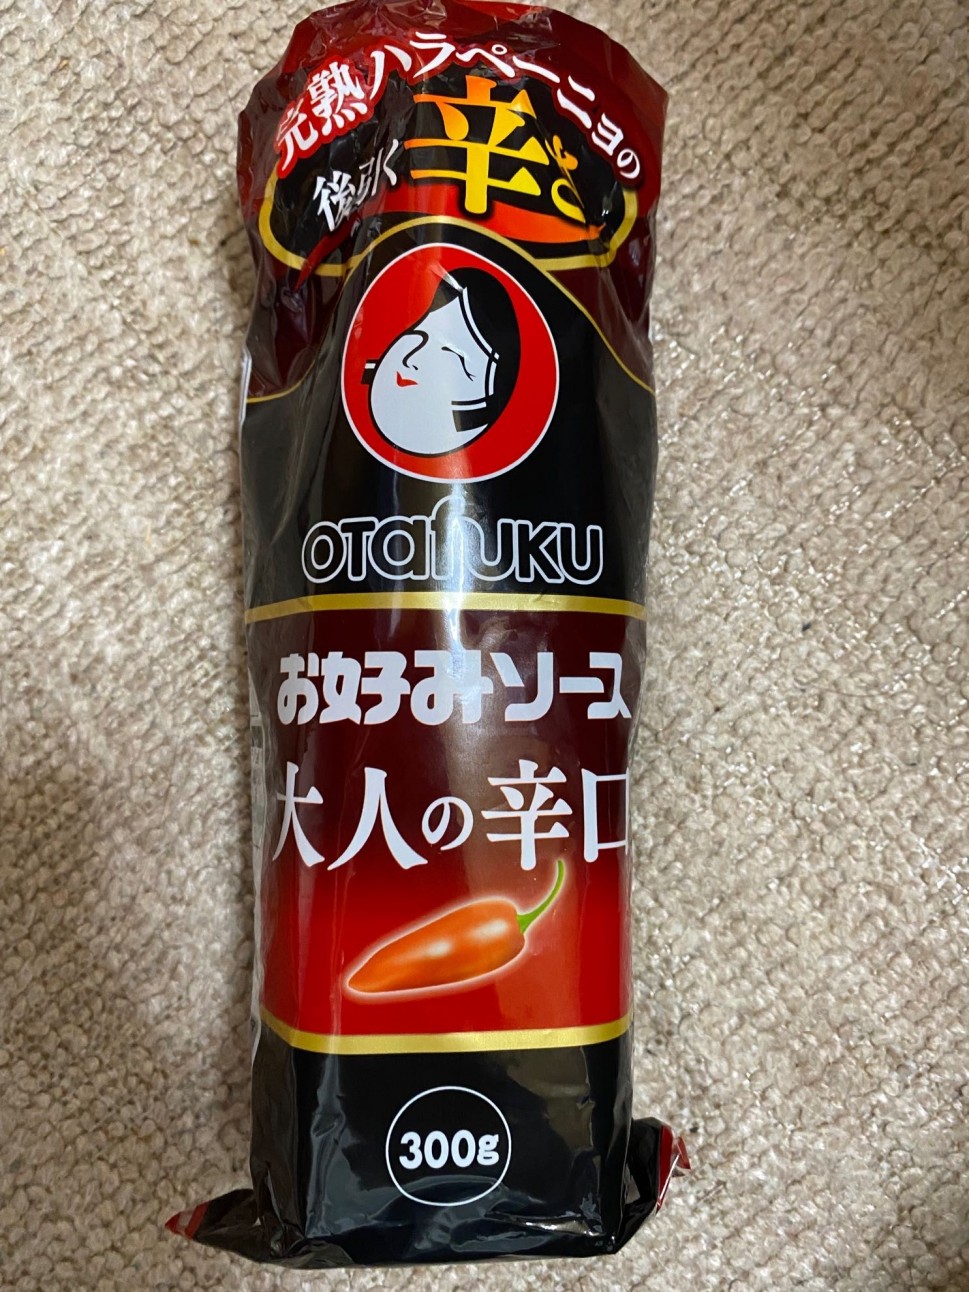 完熟ハラペーニョの
後引く辛さ
OTafUKU
お好みソース
大人の辛口
300g